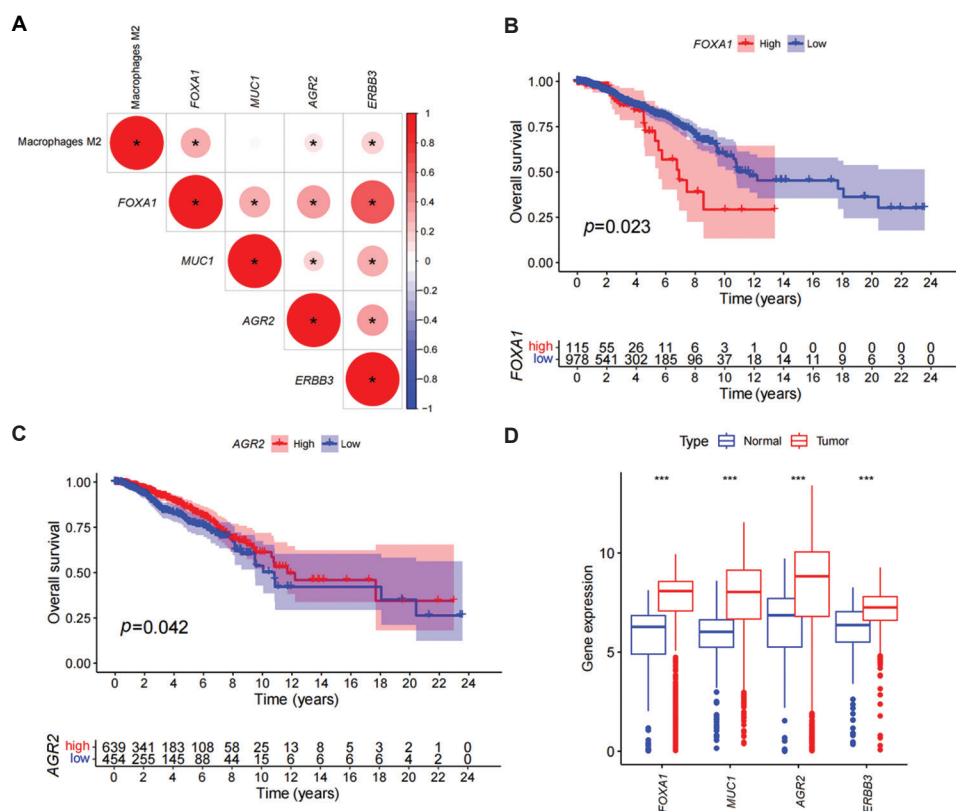 A
Macrophages M2
FOXA1
MUC1
AGR2
ERBB3
Macrophages M2 * * * *
FOXA1 * * * *
MUC1 * * *
AGR2 * *
ERBB3 *
1
0.8
0.6
0.4
0.2
0
−0.2
−0.4
−0.6
−0.8
−1
B
FOXA1 High Low
Overall survival
1.00
0.75
0.50
0.25
0.00
p=0.023
0 2 4 6 8 10 12 14 16 18 20 22 24
Time (years)
FOXA1
high 115 55 26 11 6 3 1 0 0 0 0 0 0
low 978 541 302 185 96 37 18 14 11 9 6 3 0
0 2 4 6 8 10 12 14 16 18 20 22 24
Time (years)
C
AGR2 High Low
Overall survival
1.00
0.75
0.50
0.25
0.00
p=0.042
0 2 4 6 8 10 12 14 16 18 20 22 24
Time (years)
AGR2
high 639 341 183 108 58 25 13 8 5 3 2 1 0
low 454 255 145 88 44 15 6 6 6 6 4 2 0
0 2 4 6 8 10 12 14 16 18 20 22 24
Time (years)
D
Type Normal Tumor
*** *** *** ***
Gene expression
10
5
0
FOXA1
MUC1
AGR2
ERBB3